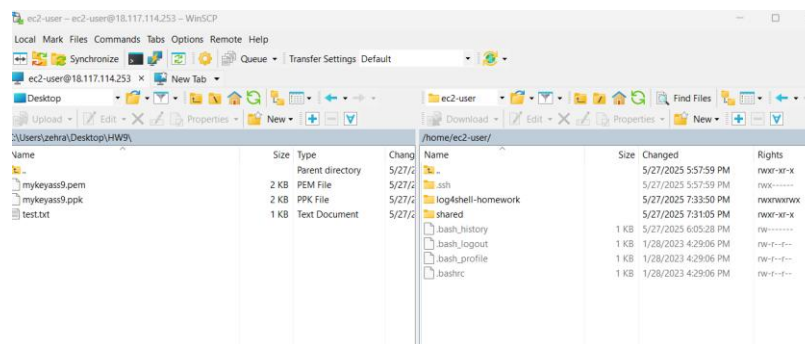 ec2-user – ec2-user@18.117.114.253 – WinSCP
Local Mark Files Commands Tabs Options Remote Help
Synchronize Queue Transfer Settings Default
ec2-user@18.117.114.253 × New Tab
Desktop ec2-user Find Files
Upload Edit Properties New Download Edit Properties New
:\Users\zehra\Desktop\HW9\ /home/ec2-user/
Name Size Type Chang Name Size Changed Rights
.. Parent directory 5/27/2 .. 5/27/2025 5:57:59 PM rwxr-xr-x
mykeyass9.pem 2 KB PEM File 5/27/2 .ssh 5/27/2025 5:57:59 PM rwx------
mykeyass9.ppk 2 KB PPK File 5/27/2 log4shell-homework 5/27/2025 7:33:50 PM rwxrwxrwx
test.txt 1 KB Text Document 5/27/2 shared 5/27/2025 7:31:05 PM rwxr-xr-x
.bash_history 1 KB 5/27/2025 6:05:28 PM rw-------
.bash_logout 1 KB 1/28/2023 4:29:06 PM rw-r--r--
.bash_profile 1 KB 1/28/2023 4:29:06 PM rw-r--r--
.bashrc 1 KB 1/28/2023 4:29:06 PM rw-r--r--